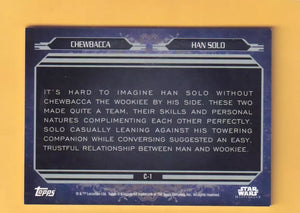 CHEWBACCA HAN SOLO
IT'S HARD TO IMAGINE HAN SOLO WITHOUT
CHEWBACCA THE WOOKIEE BY HIS SIDE. THESE TWO
MADE QUITE A TEAM, THEIR SKILLS AND PERSONAL
NATURES COMPLIMENTING EACH OTHER PERFECTLY.
SOLO CASUALLY LEANING AGAINST HIS TOWERING
COMPANION WHILE CONVERSING SUGGESTED AN EASY,
TRUSTFUL RELATIONSHIP BETWEEN MAN AND WOOKIEE.
C-1
Topps
STAR WARS